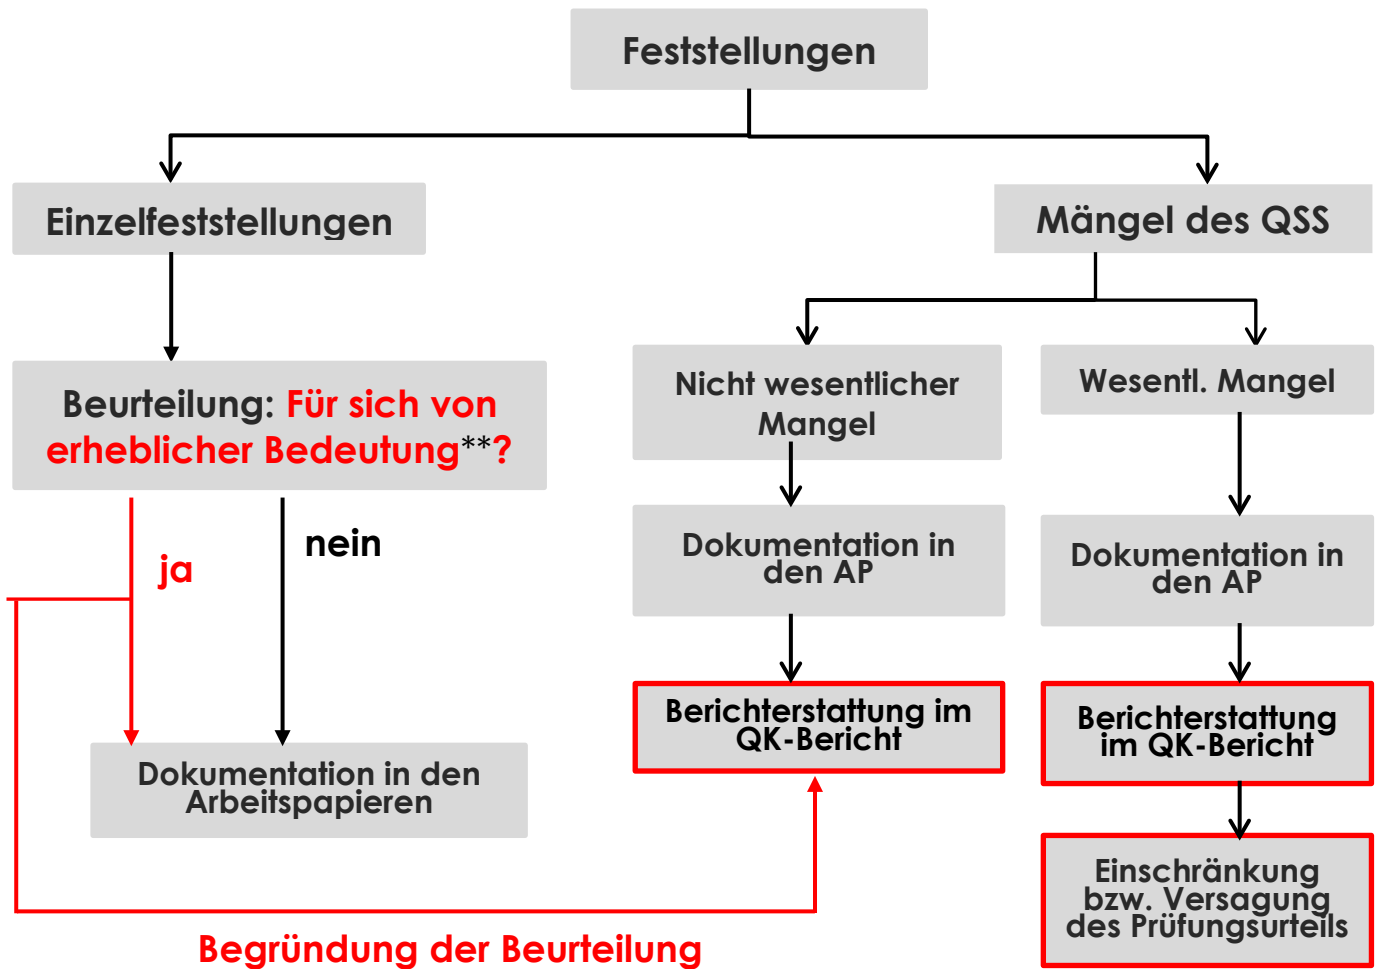 Feststellungen
Einzelfeststellungen
Mängel des QSS
Beurteilung: Für sich von
erheblicher Bedeutung**?
ja
nein
Dokumentation in den
Arbeitspapieren
Nicht wesentlicher
Mangel
Dokumentation in
den AP
Berichterstattung im
QK-Bericht
Wesentl. Mangel
Dokumentation in
den AP
Berichterstattung
im QK-Bericht
Einschränkung
bzw. Versagung
des Prüfungsurteils
Begründung der Beurteilung